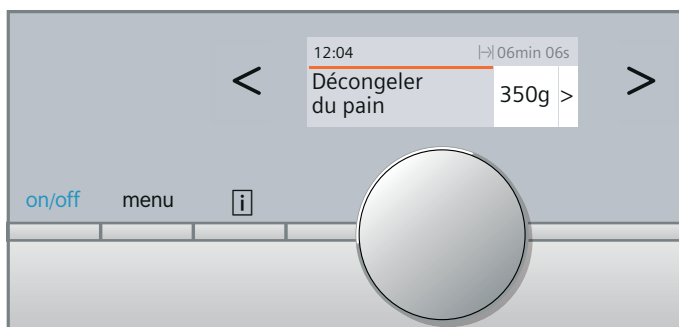 12:04 |→| 06min 06s
< Décongeler 350g > >
du pain
on/off menu i